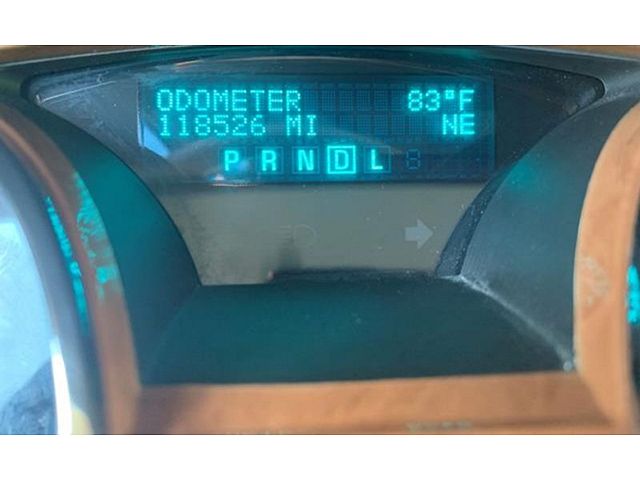 ODOMETER 83°F
118526 MI NE
P R N D L